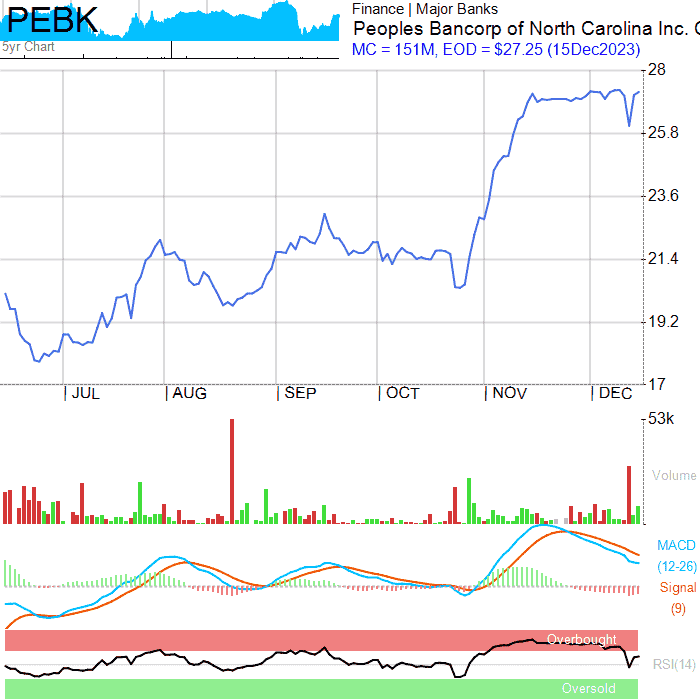 PEBK
5yr Chart
Finance | Major Banks
Peoples Bancorp of North Carolina Inc.
MC = 151M, EOD = $27.25 (15Dec2023)
28
25.8
23.6
21.4
19.2
17
| JUL | AUG | SEP | OCT | NOV | DEC
53k
Volume
MACD
(12-26)
Signal
(9)
Overbought
RSI(14)
Oversold